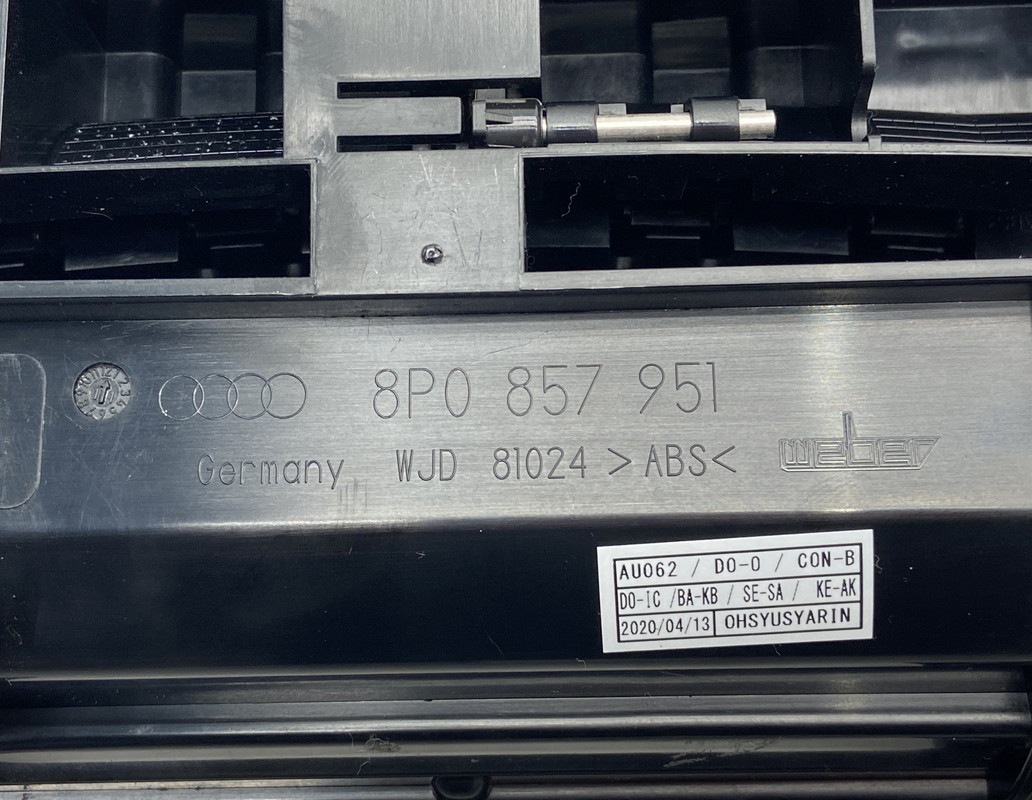 8P0 857 951
Germany WJD 81024 >ABS<
weber
AU062 / DO-O / CON-B
DO-IC /BA-KB / SE-SA / KE-AK
2020/04/13 OHSYUSYARIN